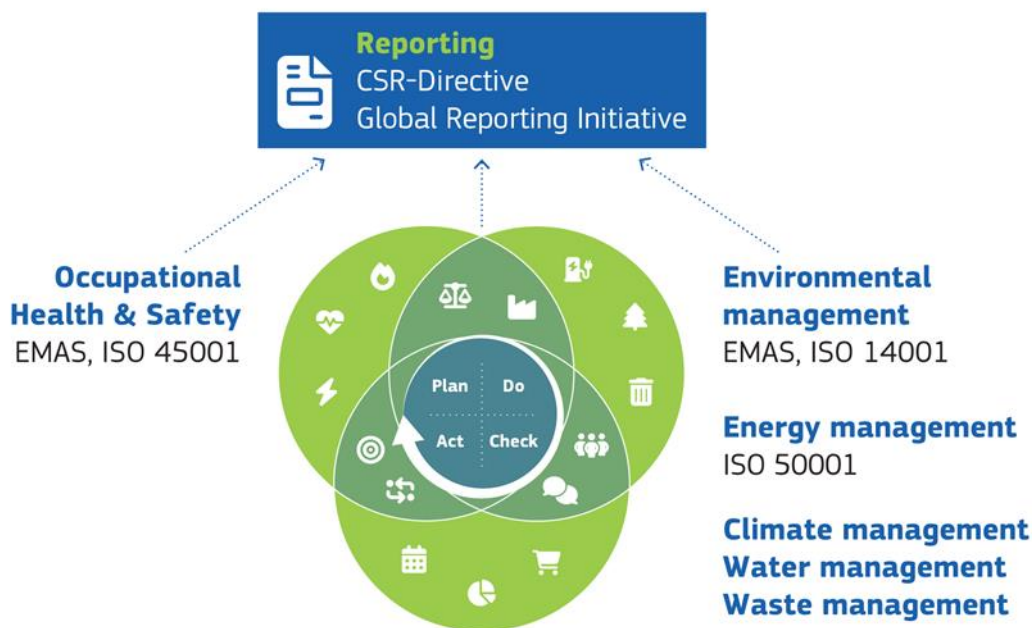 Reporting
CSR-Directive
Global Reporting Initiative
Occupational
Health & Safety
EMAS, ISO 45001
Plan
Do
Act
Check
Environmental
management
EMAS, ISO 14001
Energy management
ISO 50001
Climate management
Water management
Waste management